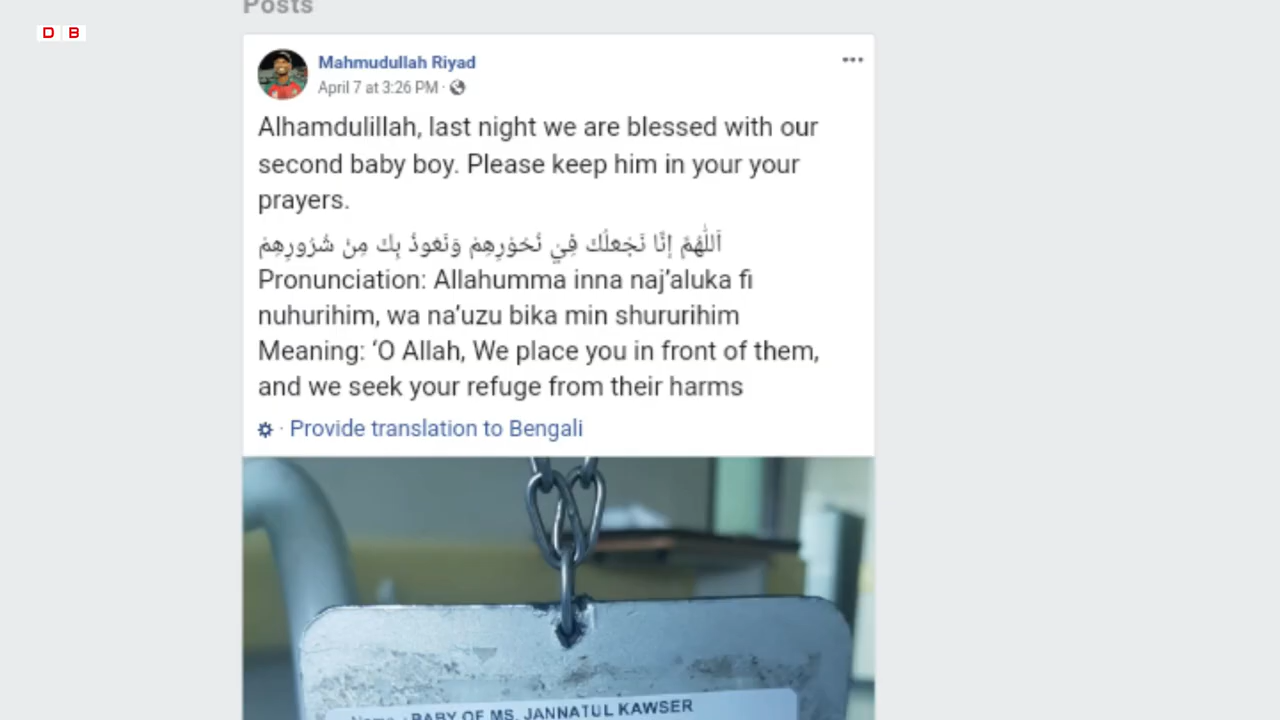 Posts
D B
Mahmudullah Riyad
April 7 at 3:26 PM ·
Alhamdulillah, last night we are blessed with our
second baby boy. Please keep him in your your
prayers.
اَللّٰهُمَّ إنَّا نَجْعلُك فِيْ نُحُوْرِهِمْ وَنَعُوذُ بِكَ مِنْ شُرُورِهِمْ
Pronunciation: Allahumma inna naj’aluka fi
nuhurihim, wa na’uzu bika min shururihim
Meaning: ‘O Allah, We place you in front of them,
and we seek your refuge from their harms
· Provide translation to Bengali
Name : BABY OF MS. JANNATUL KAWSER